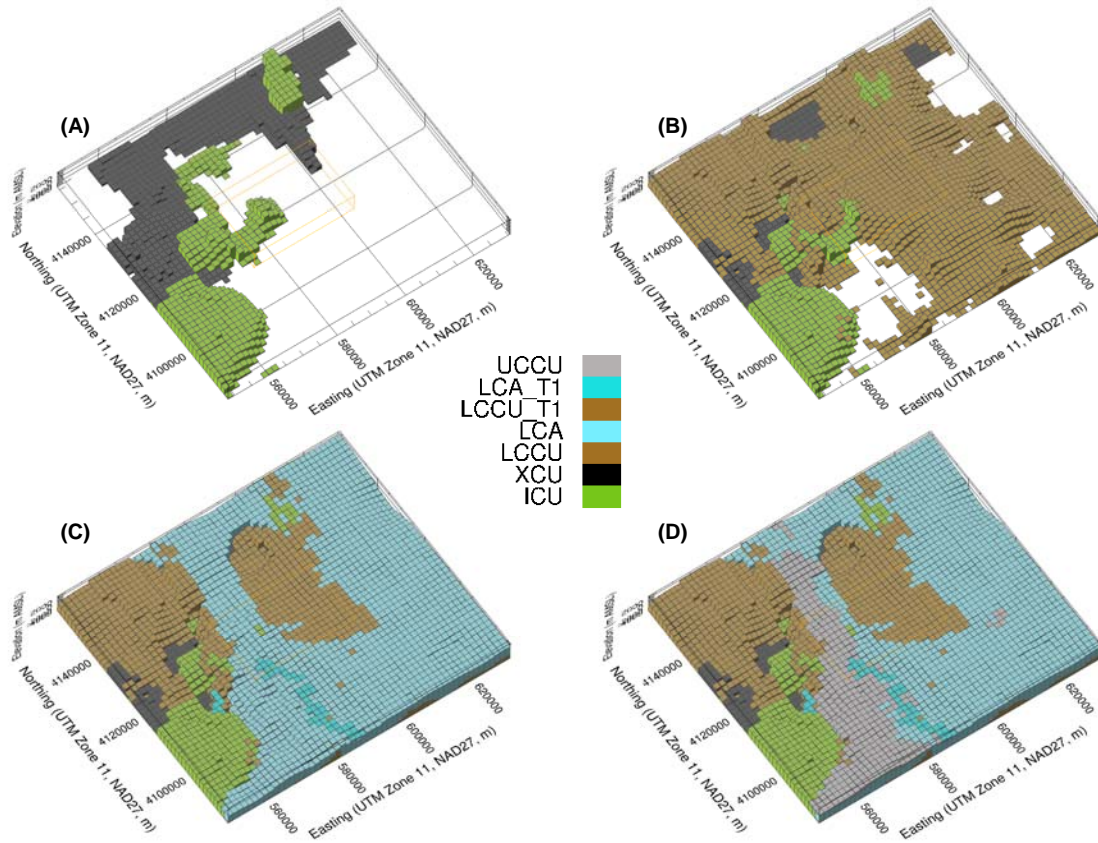 (A)
4140000
4120000
4100000
Northing (UTM Zone 11, NAD27, m)
560000
580000
600000
620000
Easting (UTM Zone 11, NAD27, m)
(B)
4140000
4120000
4100000
Northing (UTM Zone 11, NAD27, m)
560000
580000
600000
620000
Easting (UTM Zone 11, NAD27, m)
UCCU
LCA_T1
LCCU_T1
LCA
LCCU
XCU
ICU
(C)
4140000
4120000
4100000
Northing (UTM Zone 11, NAD27, m)
560000
580000
600000
620000
Easting (UTM Zone 11, NAD27, m)
(D)
4140000
4120000
4100000
Northing (UTM Zone 11, NAD27, m)
560000
580000
600000
620000
Easting (UTM Zone 11, NAD27, m)